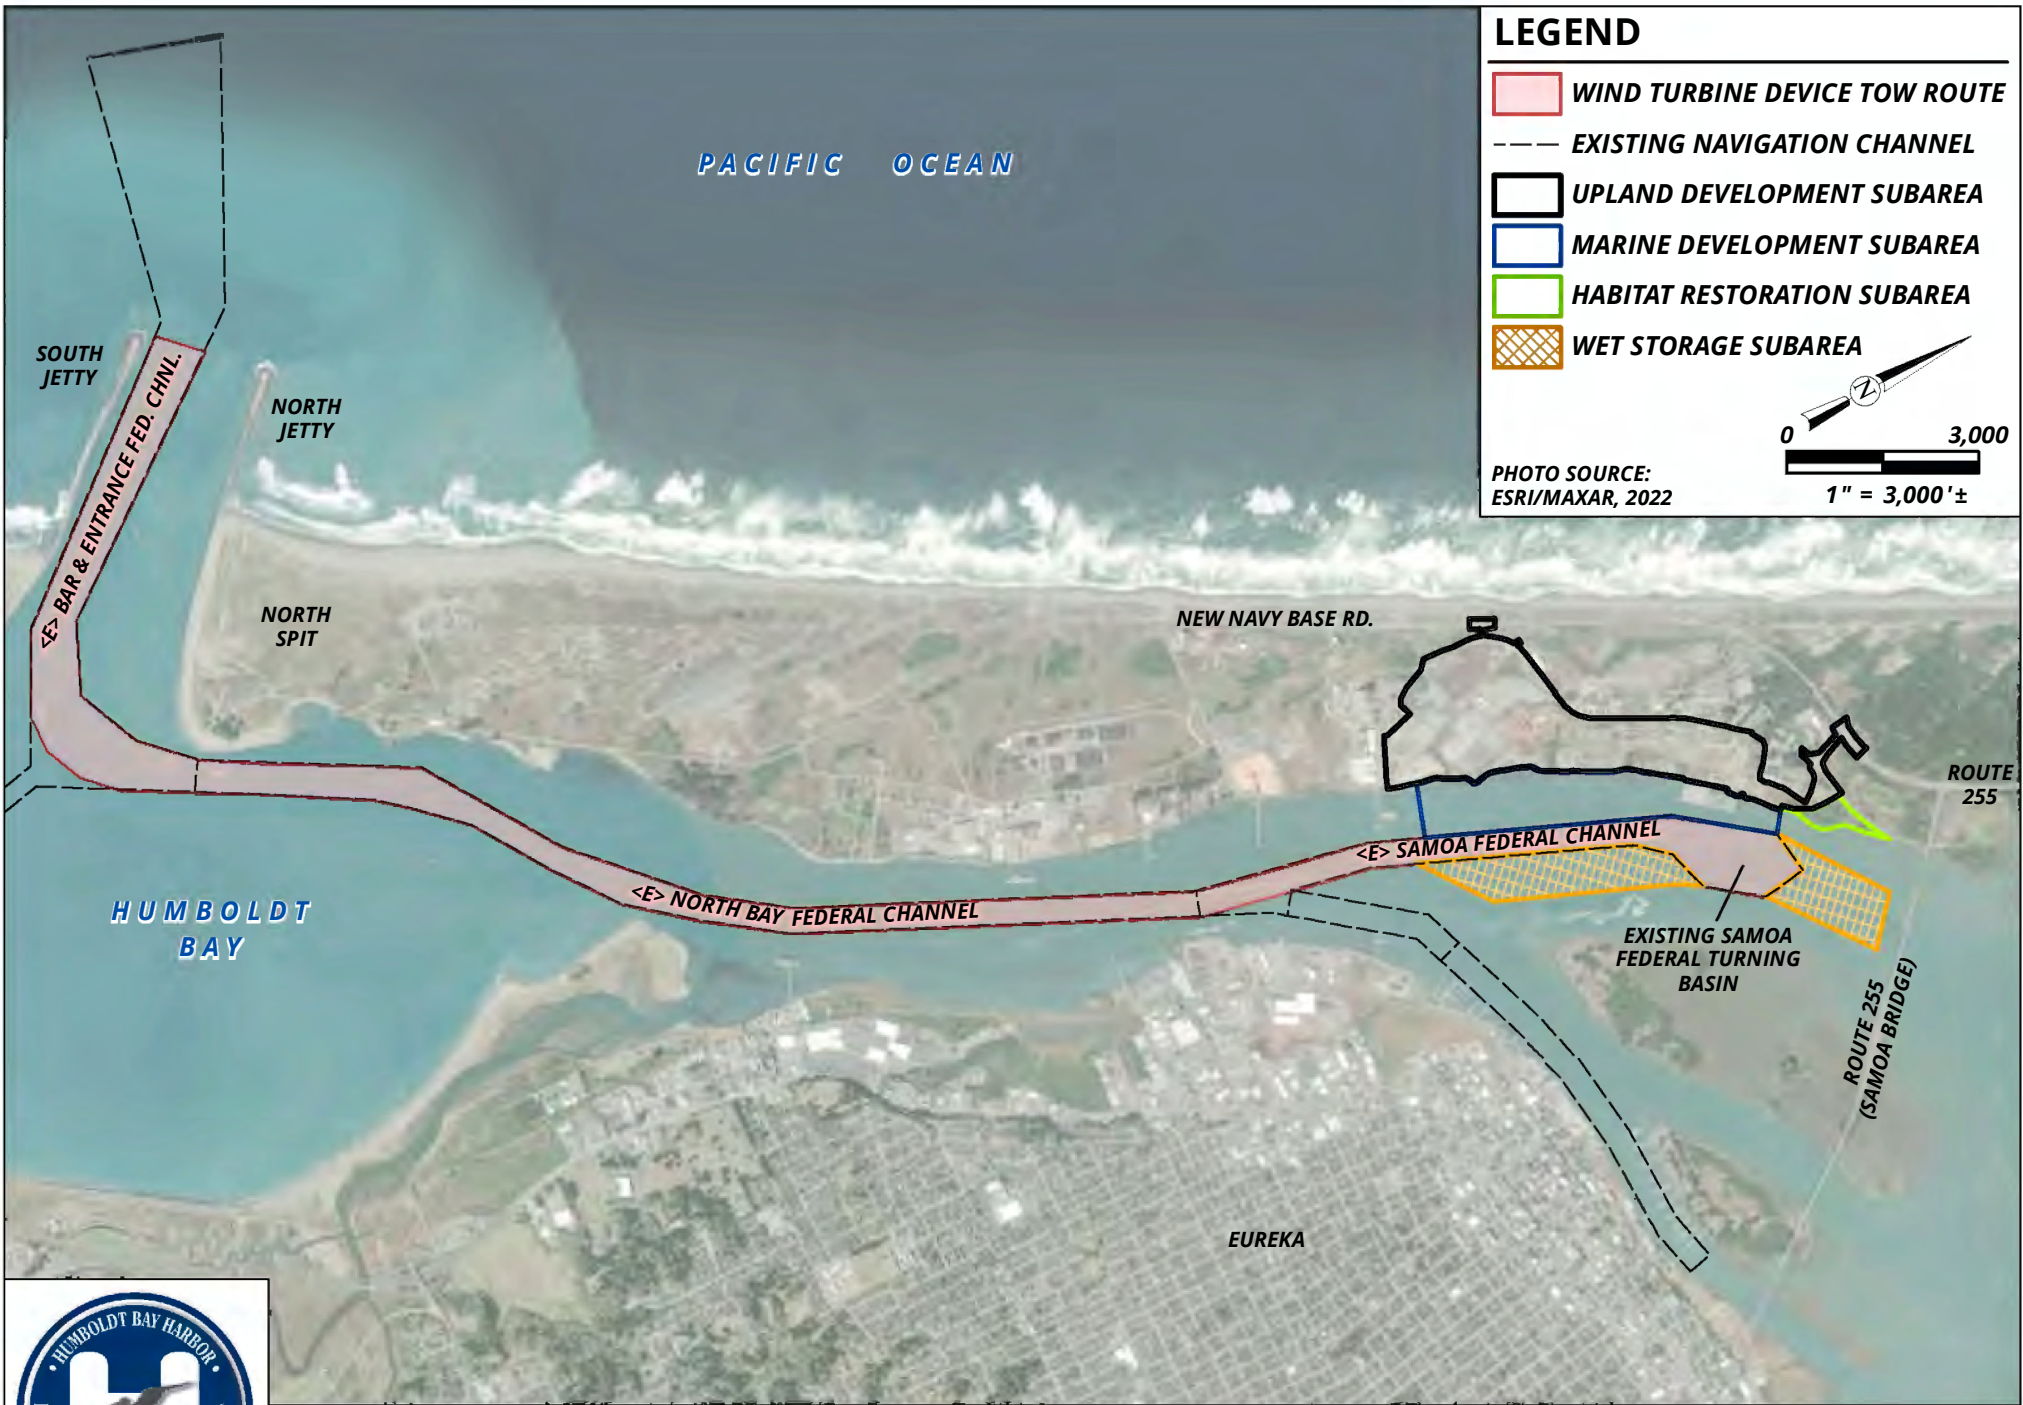 LEGEND
WIND TURBINE DEVICE TOW ROUTE
EXISTING NAVIGATION CHANNEL
UPLAND DEVELOPMENT SUBAREA
MARINE DEVELOPMENT SUBAREA
HABITAT RESTORATION SUBAREA
WET STORAGE SUBAREA
N
0 3,000
1" = 3,000'±
PHOTO SOURCE:
ESRI/MAXAR, 2022
PACIFIC OCEAN
SOUTH
JETTY
NORTH
JETTY
<E> BAR & ENTRANCE FED. CHNL.
NORTH
SPIT
NEW NAVY BASE RD.
ROUTE
255
<E> SAMOA FEDERAL CHANNEL
<E> NORTH BAY FEDERAL CHANNEL
HUMBOLDT
BAY
EXISTING SAMOA
FEDERAL TURNING
BASIN
ROUTE 255
(SAMOA BRIDGE)
EUREKA
HUMBOLDT BAY HARBOR